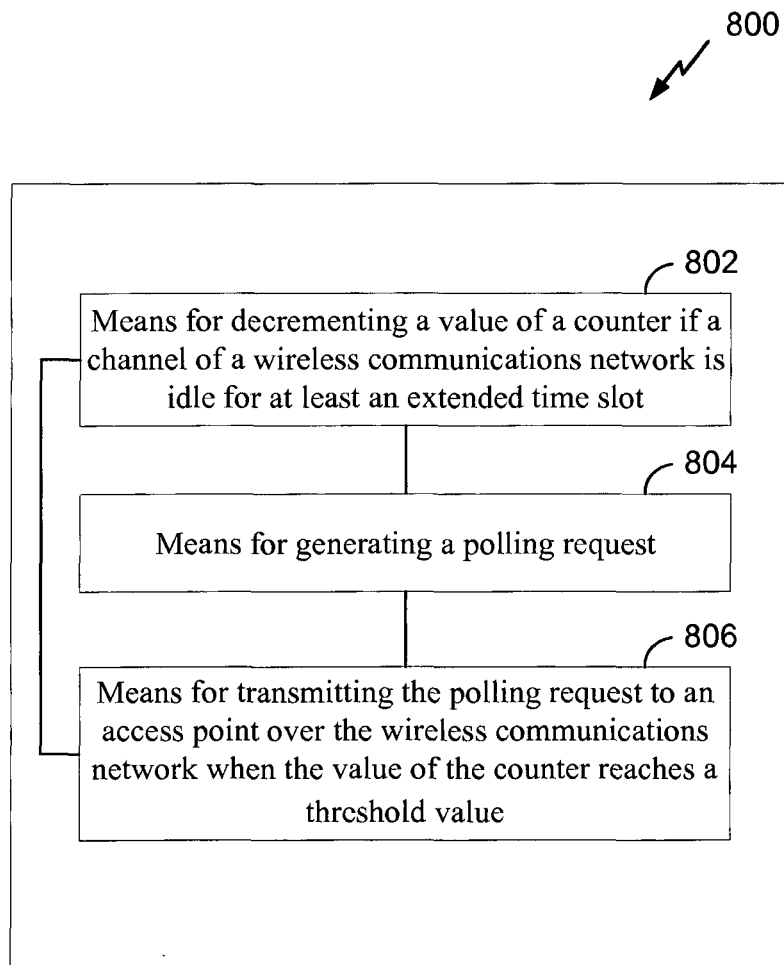 800
802
Means for decrementing a value of a counter if a
channel of a wireless communications network is
idle for at least an extended time slot
804
Means for generating a polling request
806
Means for transmitting the polling request to an
access point over the wireless communications
network when the value of the counter reaches a
threshold value